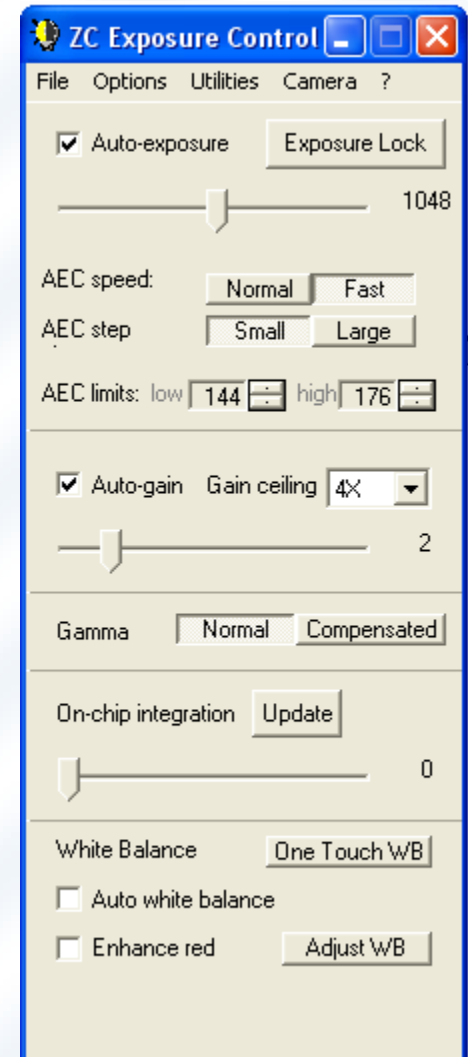 ZC Exposure Control
File Options Utilities Camera ?
Auto-exposure Exposure Lock
1048
AEC speed: Normal Fast
AEC step Small Large
AEC limits: low 144 high 176
Auto-gain Gain ceiling 4X
2
Gamma Normal Compensated
On-chip integration Update
0
White Balance One Touch WB
Auto white balance
Enhance red Adjust WB